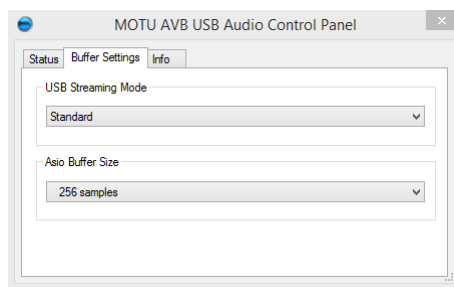 MOTU AVB USB Audio Control Panel
Status Buffer Settings Info
USB Streaming Mode
Standard
Asio Buffer Size
256 samples